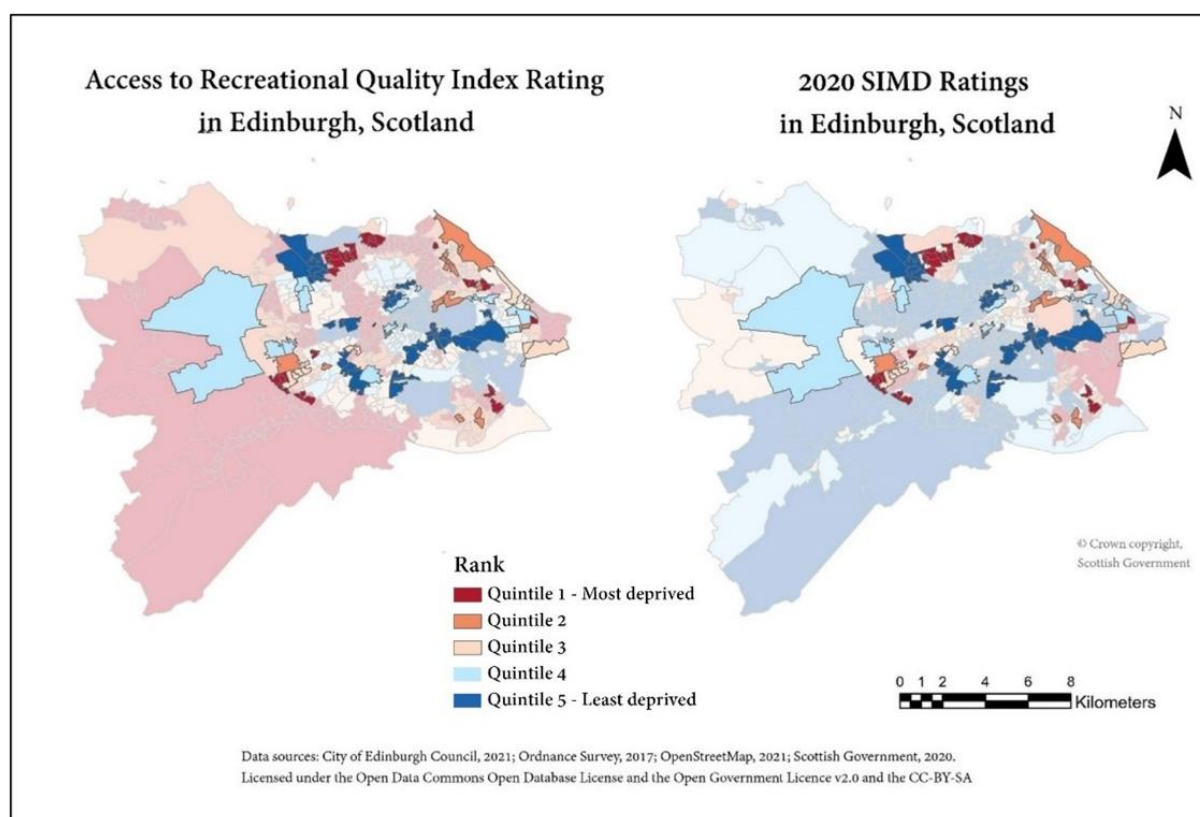 Access to Recreational Quality Index Rating
in Edinburgh, Scotland
2020 SIMD Ratings
in Edinburgh, Scotland
N
© Crown copyright,
Scottish Government
Rank
Quintile 1 - Most deprived
Quintile 2
Quintile 3
Quintile 4
Quintile 5 - Least deprived
0 1 2 4 6 8
Kilometers
Data sources: City of Edinburgh Council, 2021; Ordnance Survey, 2017; OpenStreetMap, 2021; Scottish Government, 2020.
Licensed under the Open Data Commons Open Database License and the Open Government Licence v2.0 and the CC-BY-SA